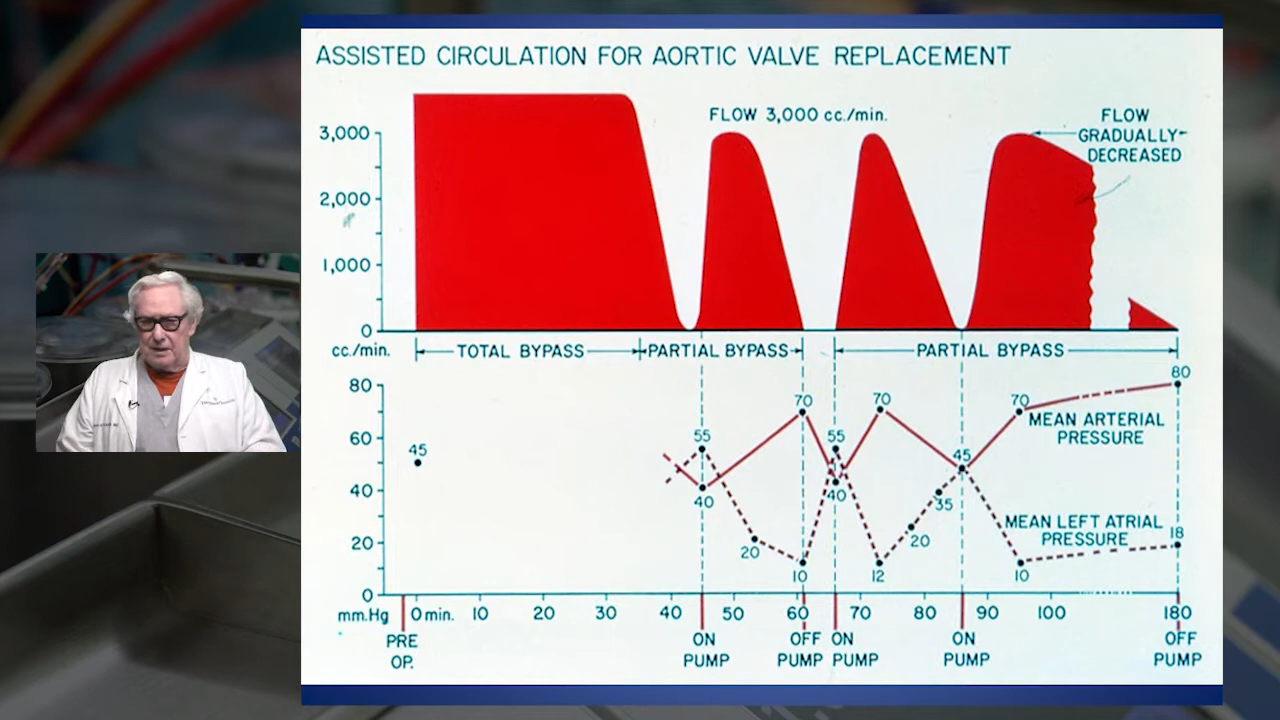 ASSISTED CIRCULATION FOR AORTIC VALVE REPLACEMENT
FLOW 3,000 cc./min.
FLOW
GRADUALLY
DECREASED
3,000
2,000
1,000
0
cc./min.
TOTAL BYPASS
PARTIAL BYPASS
PARTIAL BYPASS
80
60
40
20
0
45
55
40
20
70
10
55
40
70
12
20
35
45
70
10
80
18
MEAN ARTERIAL
PRESSURE
MEAN LEFT ATRIAL
PRESSURE
mm.Hg 0 min. 10 20 30 40 50 60 70 80 90 100 180
PRE
OP.
ON
PUMP
OFF
PUMP
ON
PUMP
ON
PUMP
OFF
PUMP